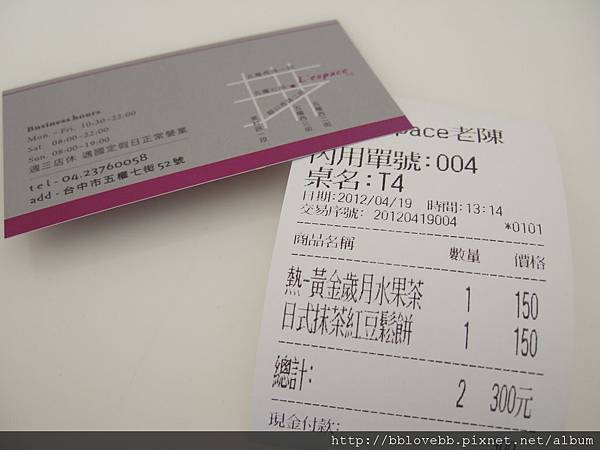 Business hours
Mon.-Fri. 10:30-22:00
Sat. 08:00-22:00
Sun. 08:00-19:00
週三店休 遇國定假日正常營業
tel-04.23760058
add-台中市五權七街52號
L'espace
pace老陳
內用單號:004
桌名:T4
日期:2012/04/19 時間:13:14
交易序號: 20120419004 *0101
商品名稱 數量 價格
熱-黃金歲月水果茶 1 150
日式抹茶紅豆鬆餅 1 150
總計: 2 300元
現金付款:
http://bblovebb.pixnet.net/album